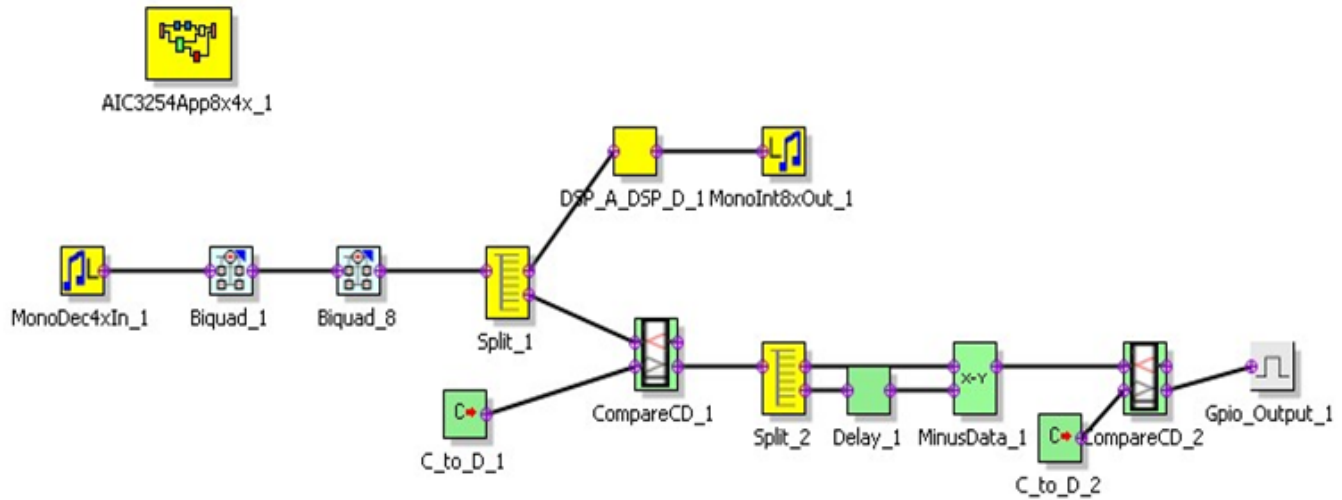 AIC3254App8x4x_1
DSP_A_DSP_D_1
MonoInt8xOut_1
MonoDec4xIn_1
Biquad_1
Biquad_8
Split_1
C
C_to_D_1
CompareCD_1
Split_2
Delay_1
X-Y
MinusData_1
C
C_to_D_2
CompareCD_2
Gpio_Output_1
L
L